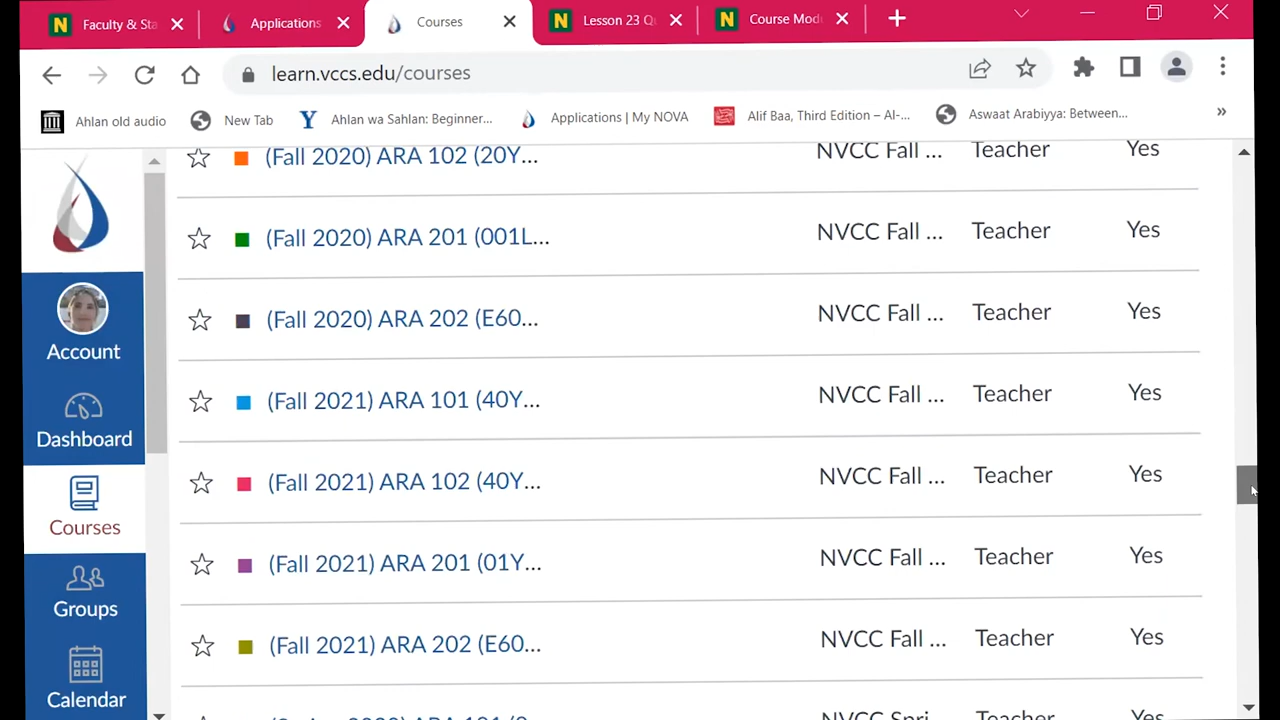 Faculty & Sta
Applications
Courses
Lesson 23 Q
Course Mod
learn.vccs.edu/courses
Ahlan old audio
New Tab
Ahlan wa Sahlan: Beginner...
Applications | My NOVA
Alif Baa, Third Edition – Al-...
Aswaat Arabiyya: Between...
»
(Fall 2020) ARA 102 (20Y... NVCC Fall ... Teacher Yes
(Fall 2020) ARA 201 (001L... NVCC Fall ... Teacher Yes
(Fall 2020) ARA 202 (E60... NVCC Fall ... Teacher Yes
(Fall 2021) ARA 101 (40Y... NVCC Fall ... Teacher Yes
(Fall 2021) ARA 102 (40Y... NVCC Fall ... Teacher Yes
(Fall 2021) ARA 201 (01Y... NVCC Fall ... Teacher Yes
(Fall 2021) ARA 202 (E60... NVCC Fall ... Teacher Yes
NVCC Spri... Teacher Yes
Account
Dashboard
Courses
Groups
Calendar